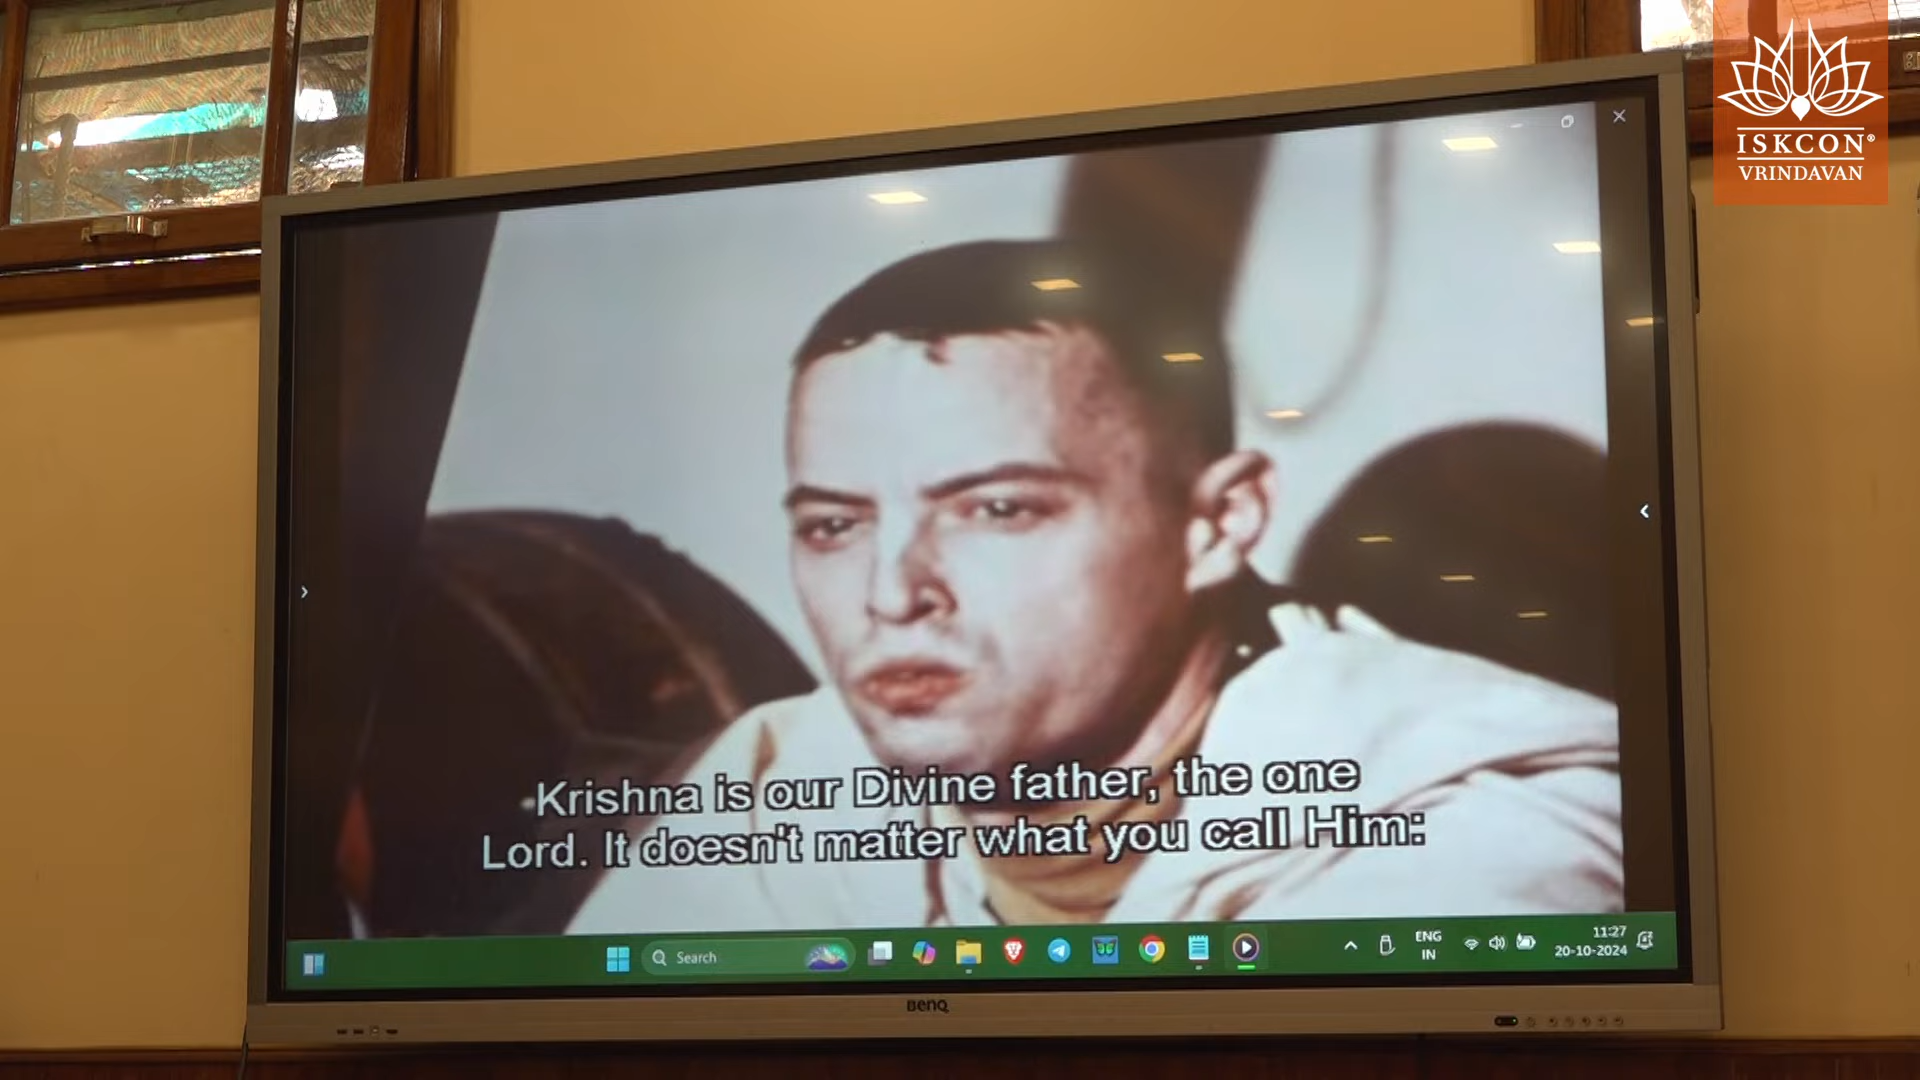 ISKCON®
VRINDAVAN
Krishna is our Divine father, the one
Lord. It doesn't matter what you call Him:
Search
ENG
IN
11:27
20-10-2024
BenQ